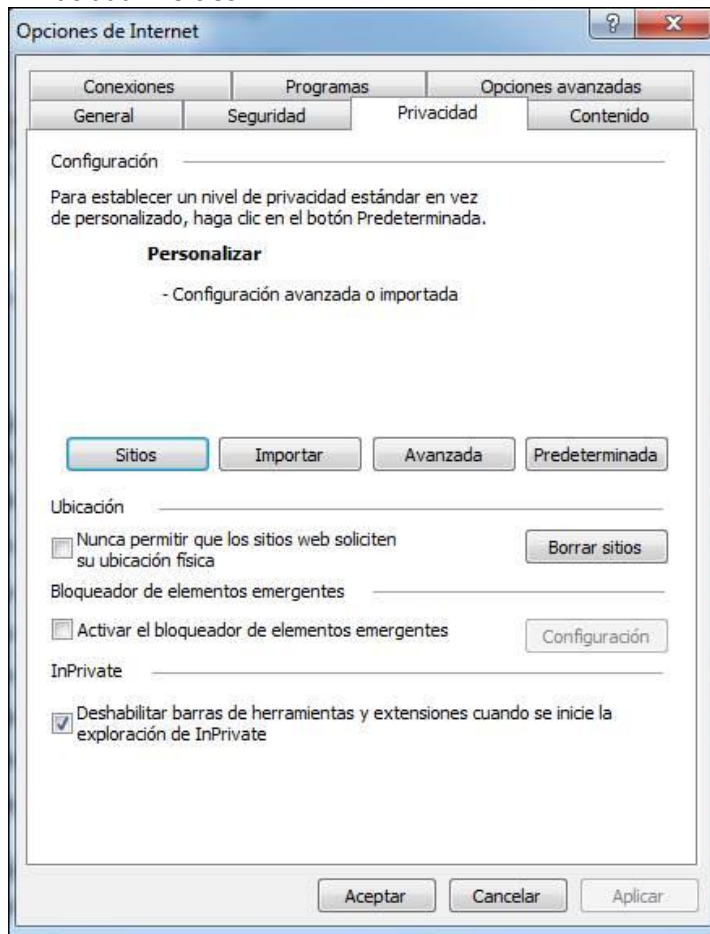 Opciones de Internet
Conexiones Programas Opciones avanzadas
General Seguridad Privacidad Contenido
Configuración
Para establecer un nivel de privacidad estándar en vez
de personalizado, haga clic en el botón Predeterminada.
Personalizar
- Configuración avanzada o importada
Sitios Importar Avanzada Predeterminada
Ubicación
Nunca permitir que los sitios web soliciten
su ubicación física
Borrar sitios
Bloqueador de elementos emergentes
Activar el bloqueador de elementos emergentes Configuración
InPrivate
Deshabilitar barras de herramientas y extensiones cuando se inicie la
exploración de InPrivate
Aceptar Cancelar Aplicar